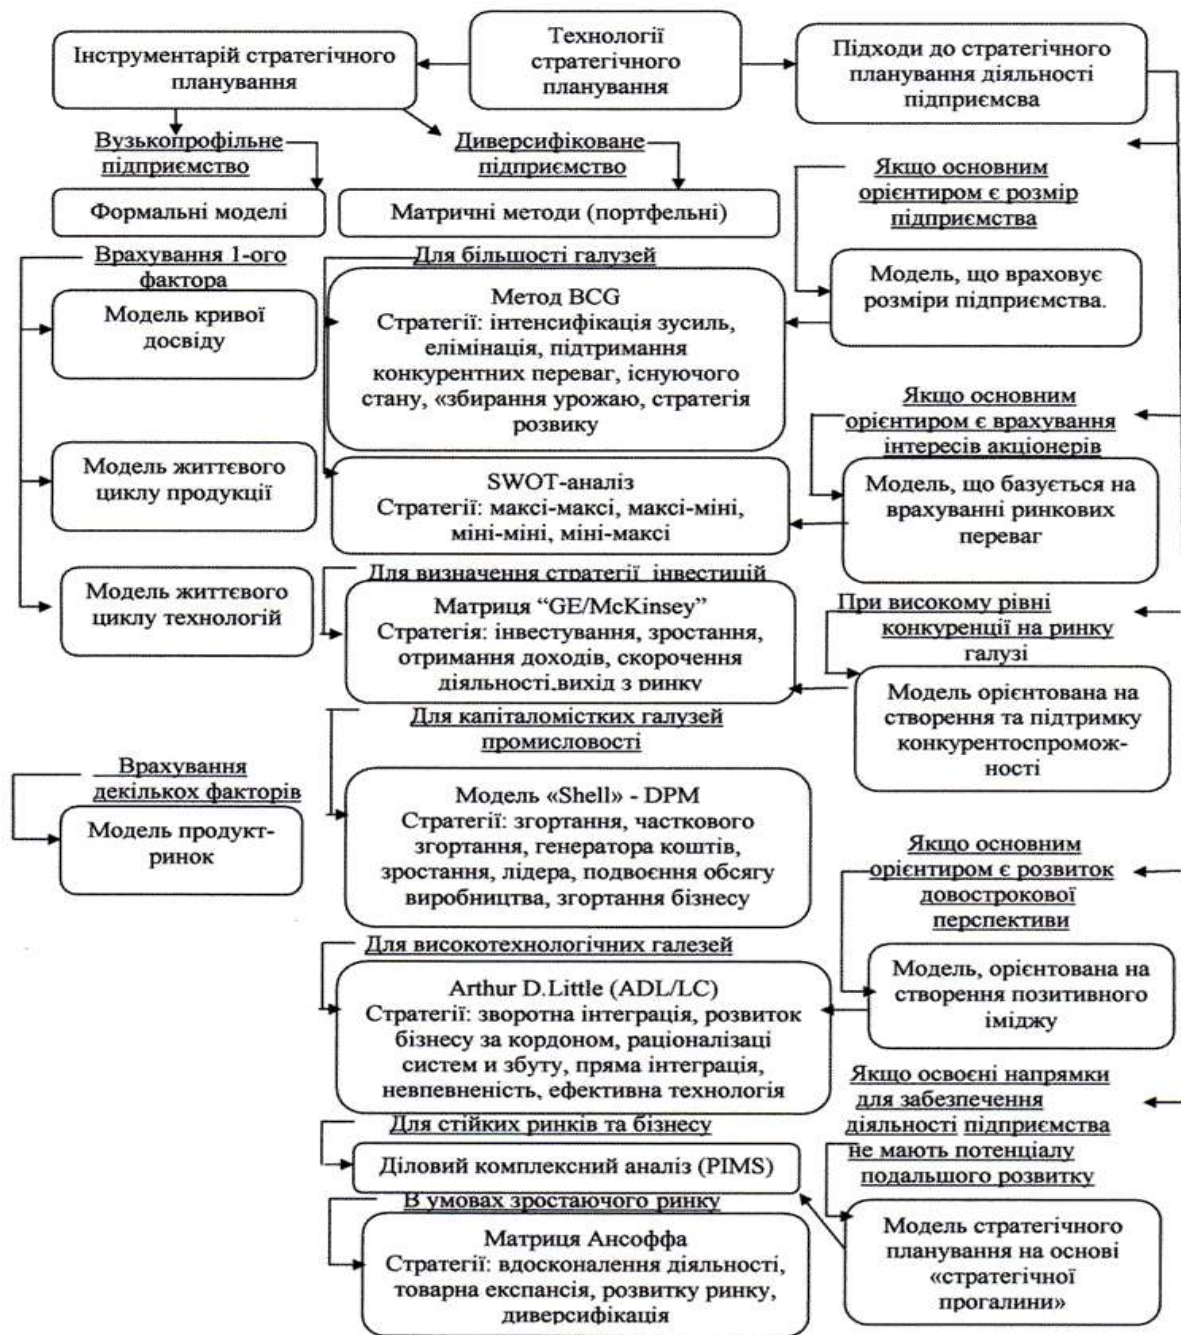 Технології
стратегічного
планування
Інструментарій стратегічного
планування
Підходи до стратегічного
планування діяльності
підприємсва
Вузькопрофільне
підприємство
Формальні моделі
Врахування 1-ого
фактора
Модель кривої
досвіду
Модель життєвого
циклу продукції
Модель життєвого
циклу технологій
Врахування
декількох факторів
Модель продукт-
ринок
Диверсифіковане
підприємство
Матричні методи (портфельні)
Для більшості галузей
Метод BCG
Стратегії: інтенсифікація зусиль,
елімінація, підтримання
конкурентних переваг, існуючого
стану, «збирання урожаю, стратегія
розвику
SWOT-аналіз
Стратегії: максі-максі, максі-міні,
міні-міні, міні-максі
Для визначення стратегії інвестицій
Матриця “GE/McKinsey”
Стратегія: інвестування, зростання,
отримання доходів, скорочення
діяльності,вихід з ринку
Для капіталомістких галузей
промисловості
Модель «Shell» - DPM
Стратегії: згортання, часткового
згортання, генератора коштів,
зростання, лідера, подвоєння обсягу
виробництва, згортання бізнесу
Для високотехнологічних галезей
Arthur D.Little (ADL/LC)
Стратегії: зворотна інтеграція, розвиток
бізнесу за кордоном, раціоналізаці
систем и збуту, пряма інтеграція,
невпевненість, ефективна технологія
Для стійких ринків та бізнесу
Діловий комплексний аналіз (PIMS)
В умовах зростаючого ринку
Матриця Ансоффа
Стратегії: вдосконалення діяльності,
товарна експансія, розвитку ринку,
диверсифікація
Якщо основним
орієнтиром є розмір
підприємства
Модель, що враховує
розміри підприємства.
Якщо основним
орієнтиром є врахування
інтересів акціонерів
Модель, що базується на
врахуванні ринкових
переваг
При високому рівні
конкуренції на ринку
галузі
Модель орієнтована на
створення та підтримку
конкурентоспромож-
ності
Якщо основним
орієнтиром є розвиток
довострокової
перспективи
Модель, орієнтована на
створення позитивного
іміджу
Якщо освоєні напрямки
для забезпечення
діяльності підприємства
не мають потенціалу
подальшого розвитку
Модель стратегічного
планування на основі
«стратегічної
прогалини»